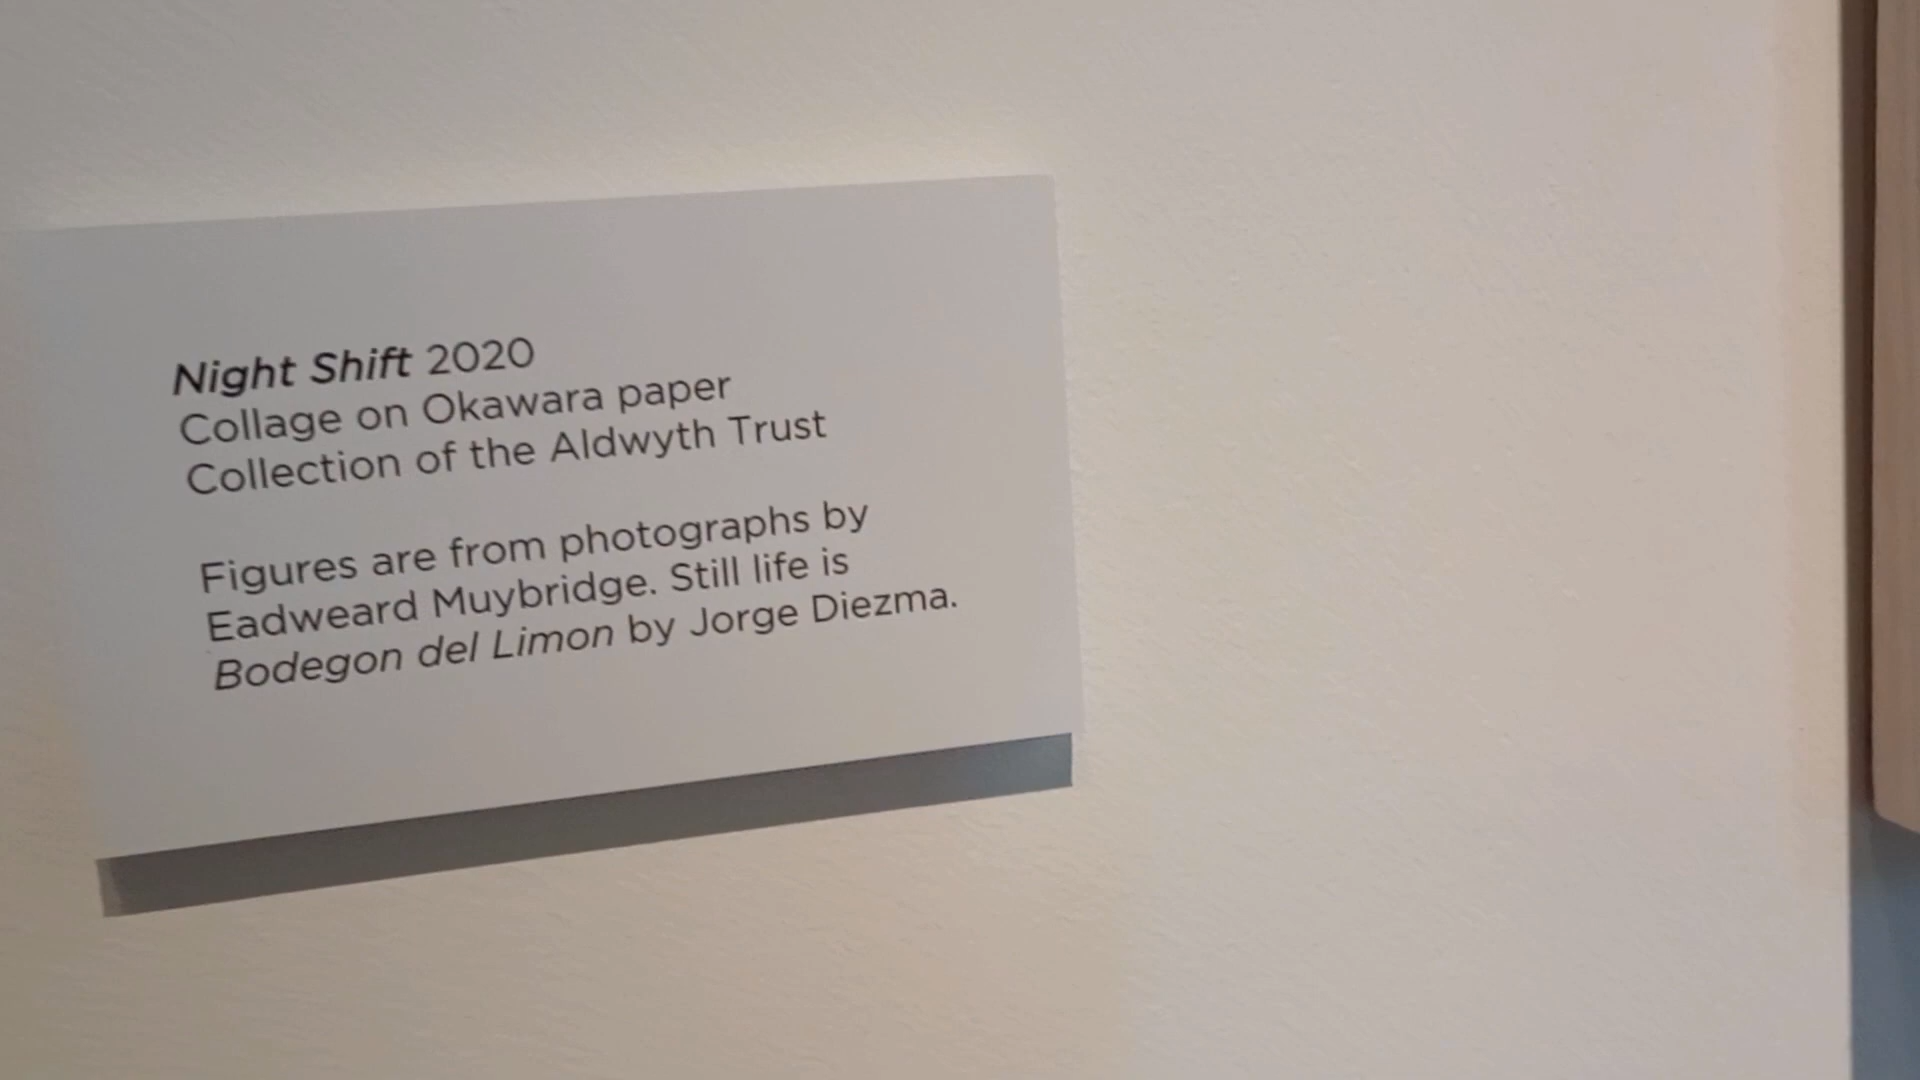 Night Shift 2020
Collage on Okawara paper
Collection of the Aldwyth Trust
Figures are from photographs by
Eadweard Muybridge. Still life is
Bodegon del Limon by Jorge Diezma.